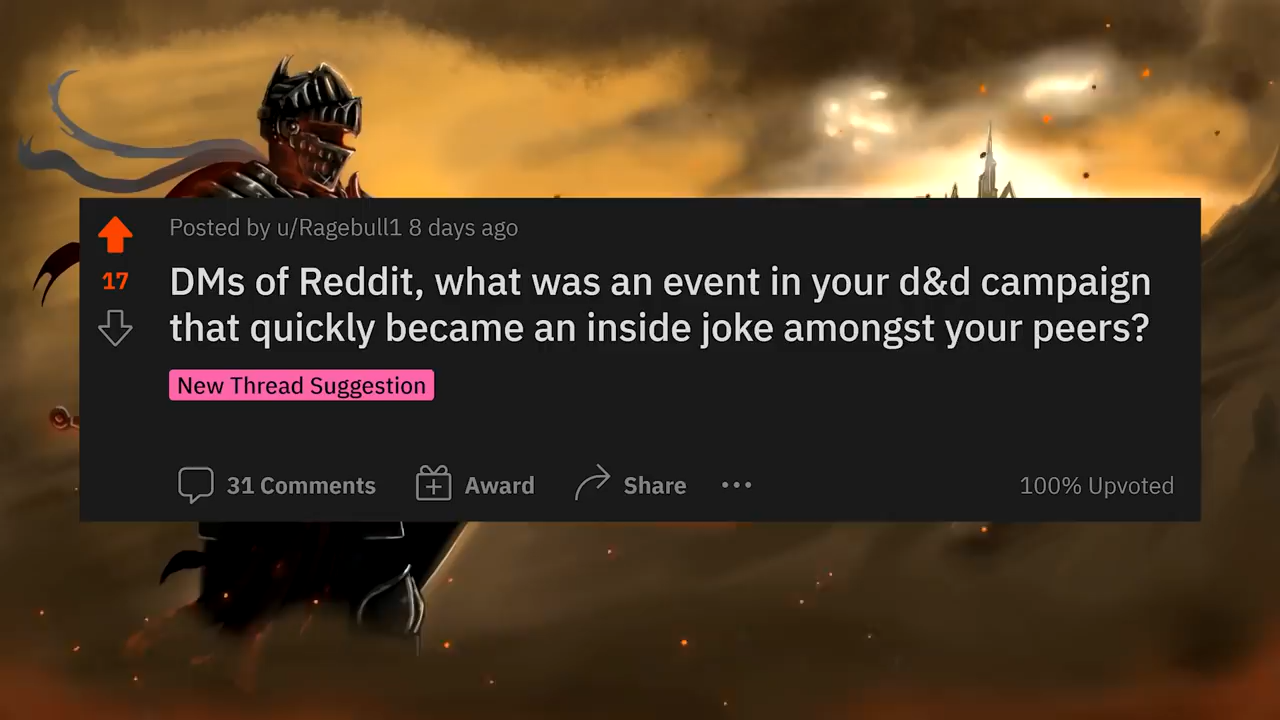 Posted by u/Ragebull1 8 days ago
17
DMs of Reddit, what was an event in your d&d campaign
that quickly became an inside joke amongst your peers?
New Thread Suggestion
31 Comments Award Share ••• 100% Upvoted